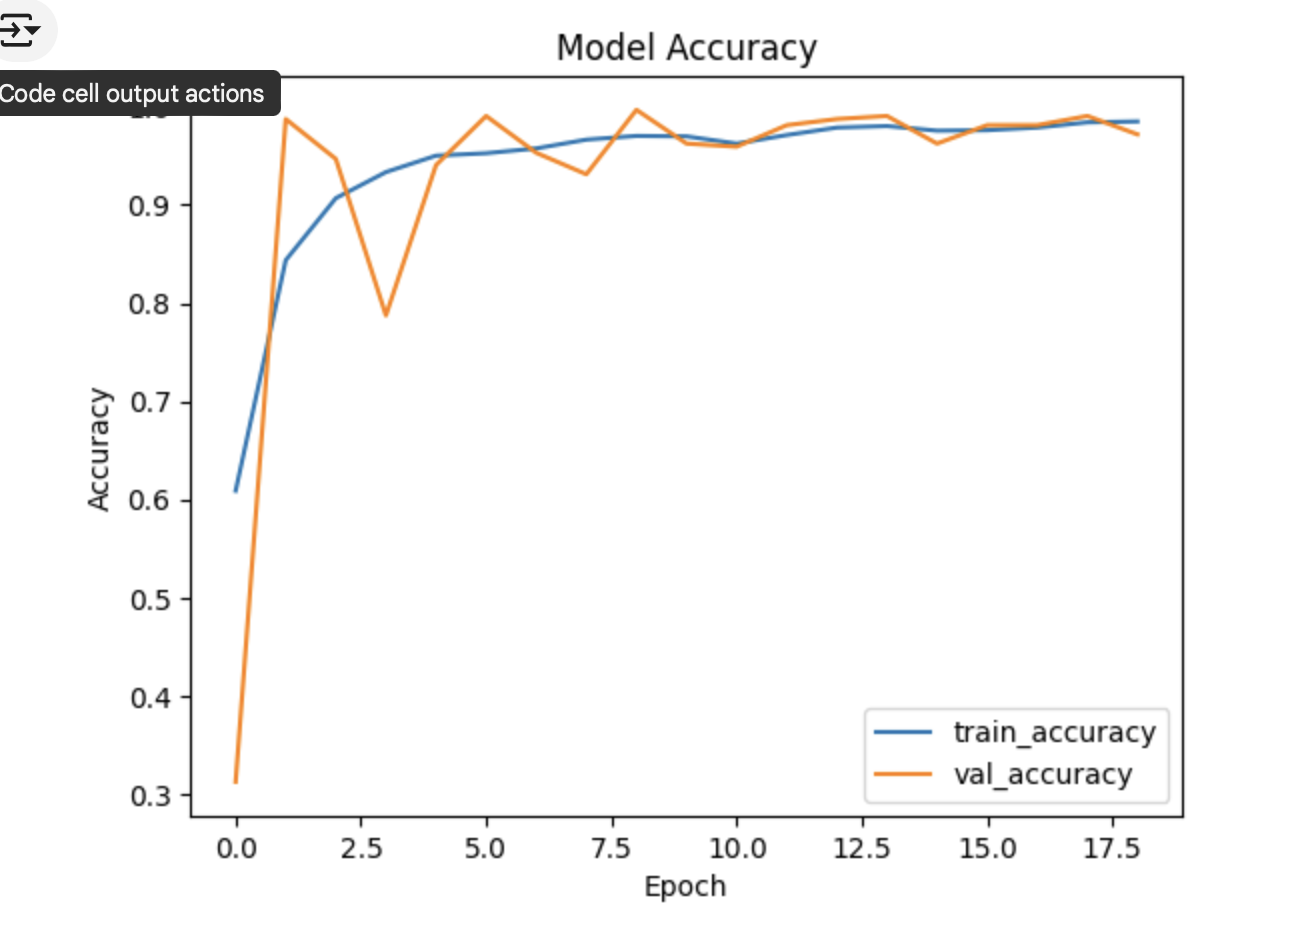 Model Accuracy
Code cell output actions
0.9
0.8
0.7
0.6
0.5
0.4
0.3
Accuracy
train_accuracy
val_accuracy
0.0 2.5 5.0 7.5 10.0 12.5 15.0 17.5
Epoch